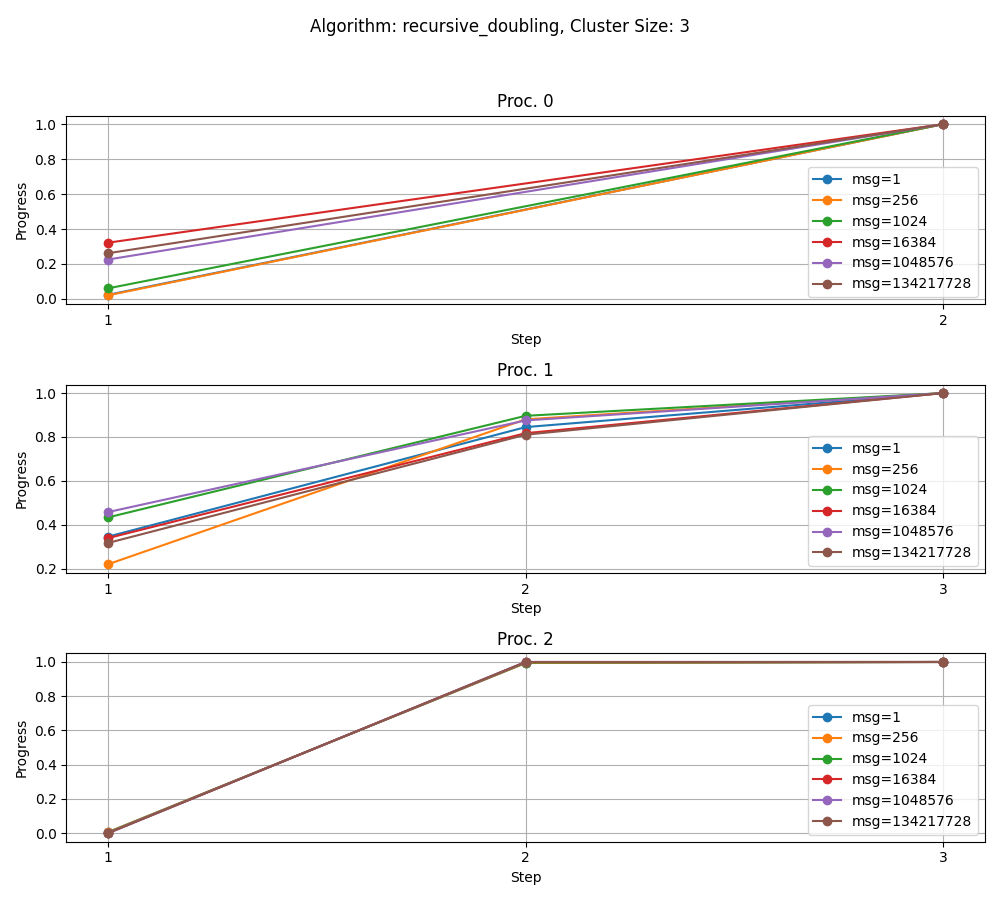 Algorithm: recursive_doubling, Cluster Size: 3
Proc. 0
Progress
1.0
0.8
0.6
0.4
0.2
0.0
msg=1
msg=256
msg=1024
msg=16384
msg=1048576
msg=134217728
1 2
Step
Proc. 1
Progress
1.0
0.8
0.6
0.4
0.2
msg=1
msg=256
msg=1024
msg=16384
msg=1048576
msg=134217728
1 2 3
Step
Proc. 2
Progress
1.0
0.8
0.6
0.4
0.2
0.0
msg=1
msg=256
msg=1024
msg=16384
msg=1048576
msg=134217728
1 2 3
Step